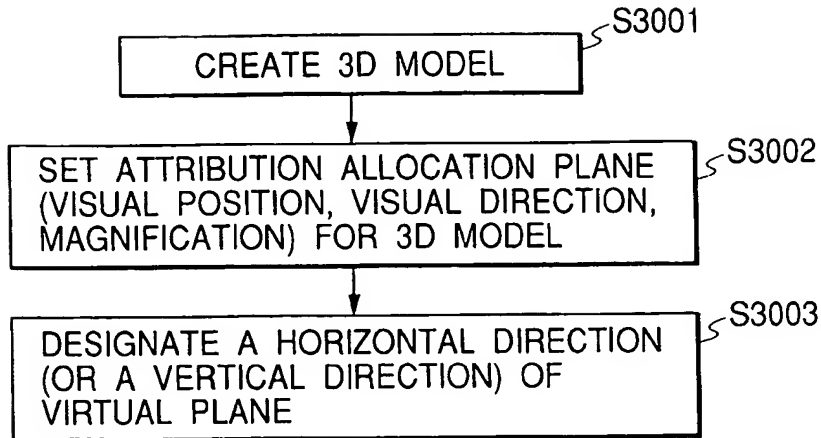 S3001
CREATE 3D MODEL
SET ATTRIBUTION ALLOCATION PLANE
(VISUAL POSITION, VISUAL DIRECTION,
MAGNIFICATION) FOR 3D MODEL
S3002
DESIGNATE A HORIZONTAL DIRECTION
(OR A VERTICAL DIRECTION) OF
VIRTUAL PLANE
S3003